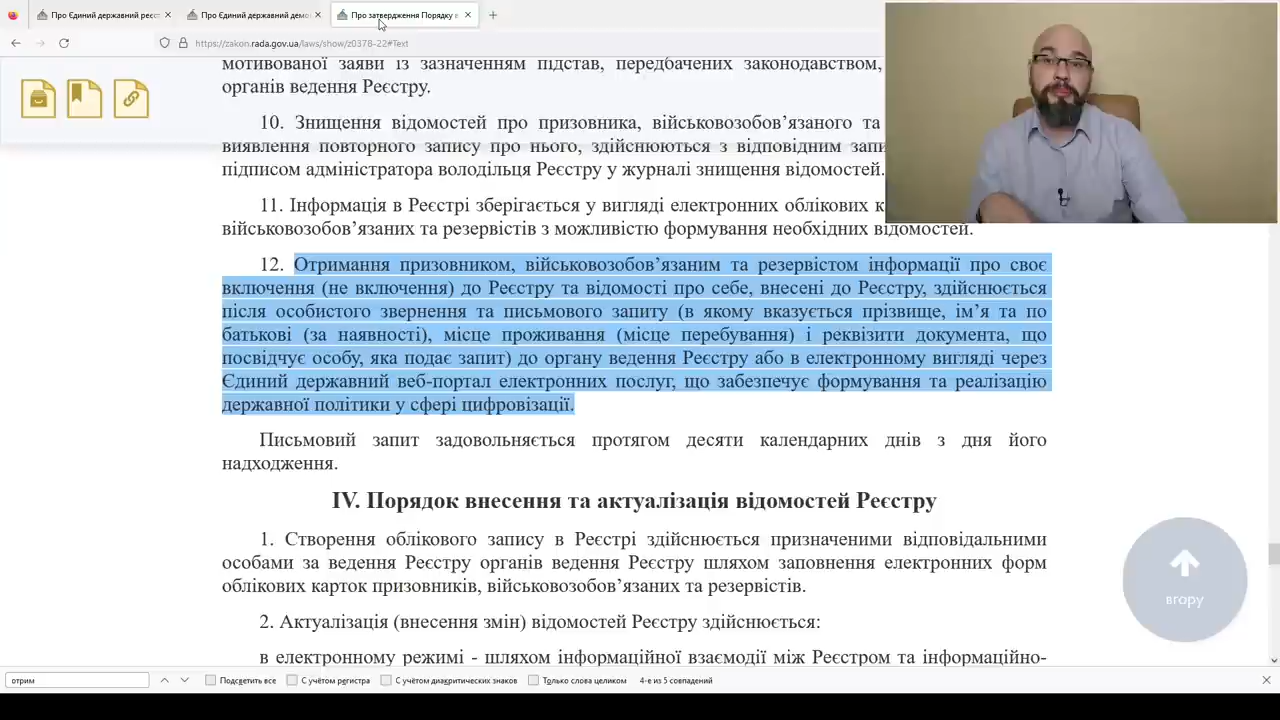 Про Єдиний державний реєст
Про Єдиний державний демо
Про затвердження Порядку в
https://zakon.rada.gov.ua/laws/show/z0378-22#Text
мотивованої заяви із зазначенням підстав, передбачених законодавством,
органів ведення Реєстру.
10. Знищення відомостей про призовника, військовозобов’язаного та
виявлення повторного запису про нього, здійснюються з відповідним запи
підписом адміністратора володільця Реєстру у журналі знищення відомостей.
11. Інформація в Реєстрі зберігається у вигляді електронних облікових к
військовозобов’язаних та резервістів з можливістю формування необхідних відомостей.
12. Отримання призовником, військовозобов’язаним та резервістом інформації про своє
включення (не включення) до Реєстру та відомості про себе, внесені до Реєстру, здійснюється
після особистого звернення та письмового запиту (в якому вказується прізвище, ім’я та по
батькові (за наявності), місце проживання (місце перебування) і реквізити документа, що
посвідчує особу, яка подає запит) до органу ведення Реєстру або в електронному вигляді через
Єдиний державний веб-портал електронних послуг, що забезпечує формування та реалізацію
державної політики у сфері цифровізації.
Письмовий запит задовольняється протягом десяти календарних днів з дня його
надходження.
IV. Порядок внесення та актуалізація відомостей Реєстру
1. Створення облікового запису в Реєстрі здійснюється призначеними відповідальними
особами за ведення Реєстру органів ведення Реєстру шляхом заповнення електронних форм
облікових карток призовників, військовозобов’язаних та резервістів.
вгору
2. Актуалізація (внесення змін) відомостей Реєстру здійснюється:
в електронному режимі - шляхом інформаційної взаємодії між Реєстром та інформаційно-
отрим
Подсветить все
С учётом регистра
С учётом диакритических знаков
Только слова целиком
4-е из 5 совпадений